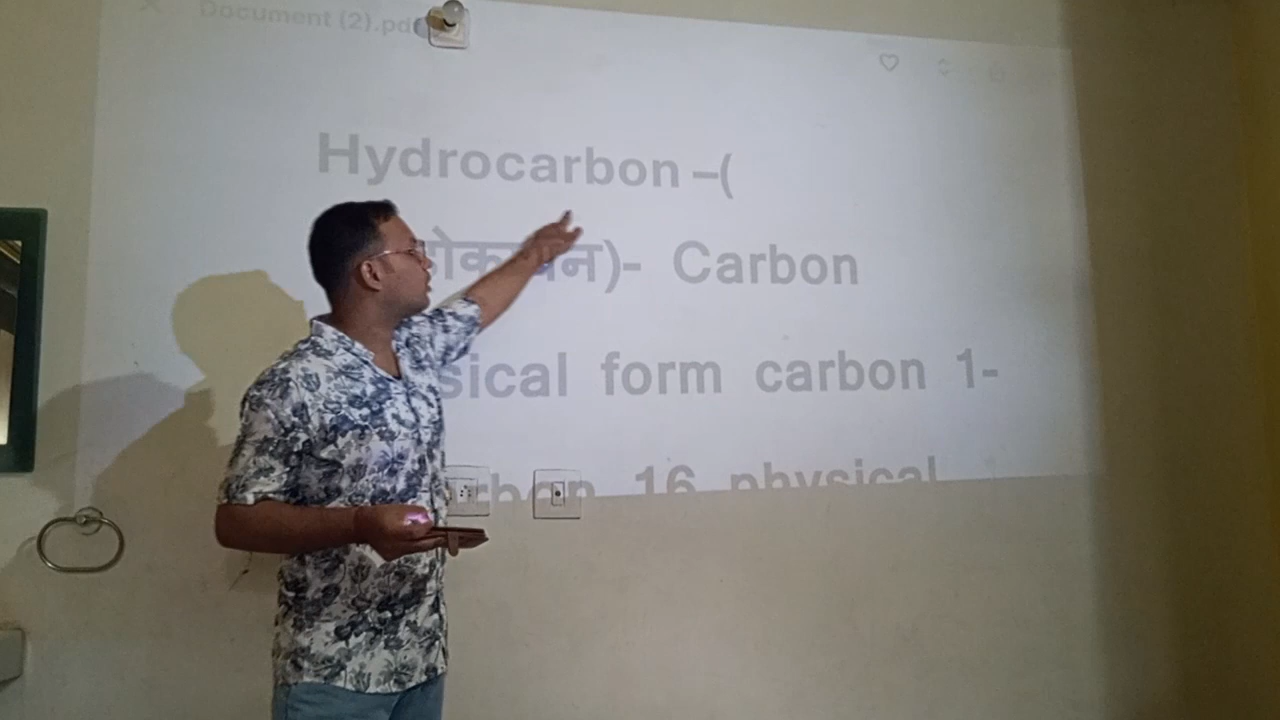 Document (2).pdf
Hydrocarbon –(
न)- Carbon
sical form carbon 1-
16 physical